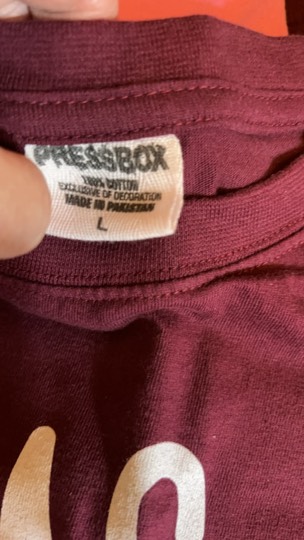 PRESSBOX
100% COTTON
EXCLUSIVE OF DECORATION
MADE IN PAKISTAN
L